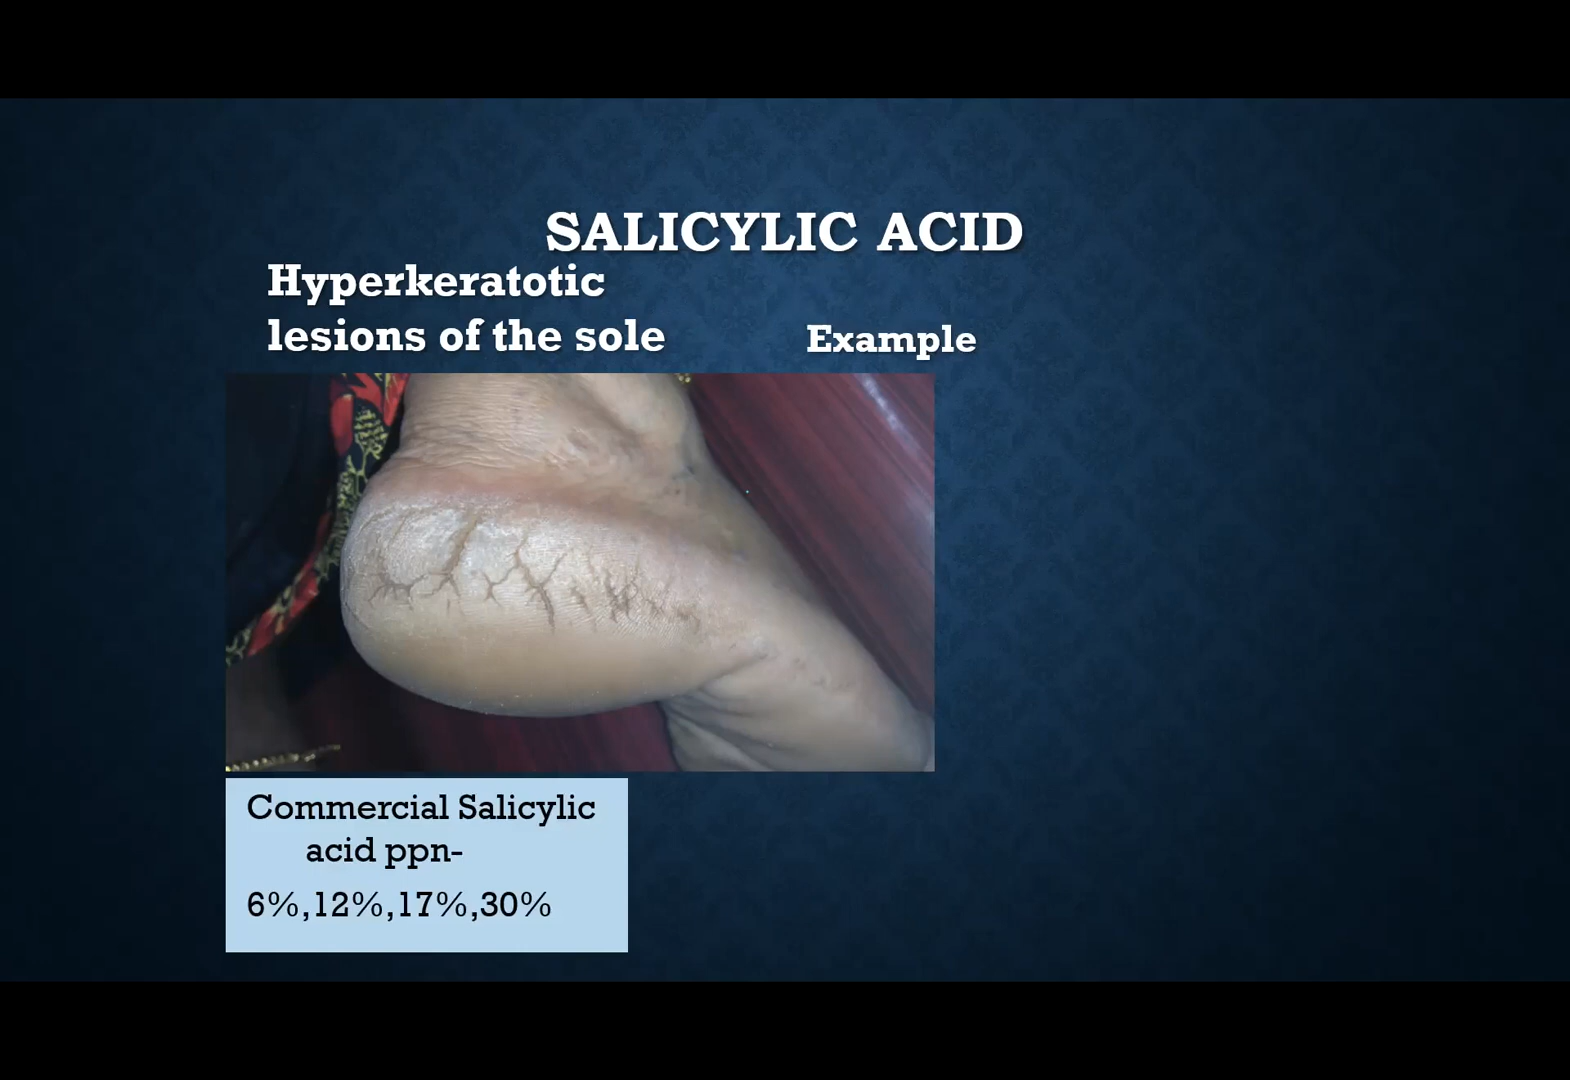 SALICYLIC ACID
Hyperkeratotic
lesions of the sole
Example
Commercial Salicylic
acid ppn-
6%,12%,17%,30%